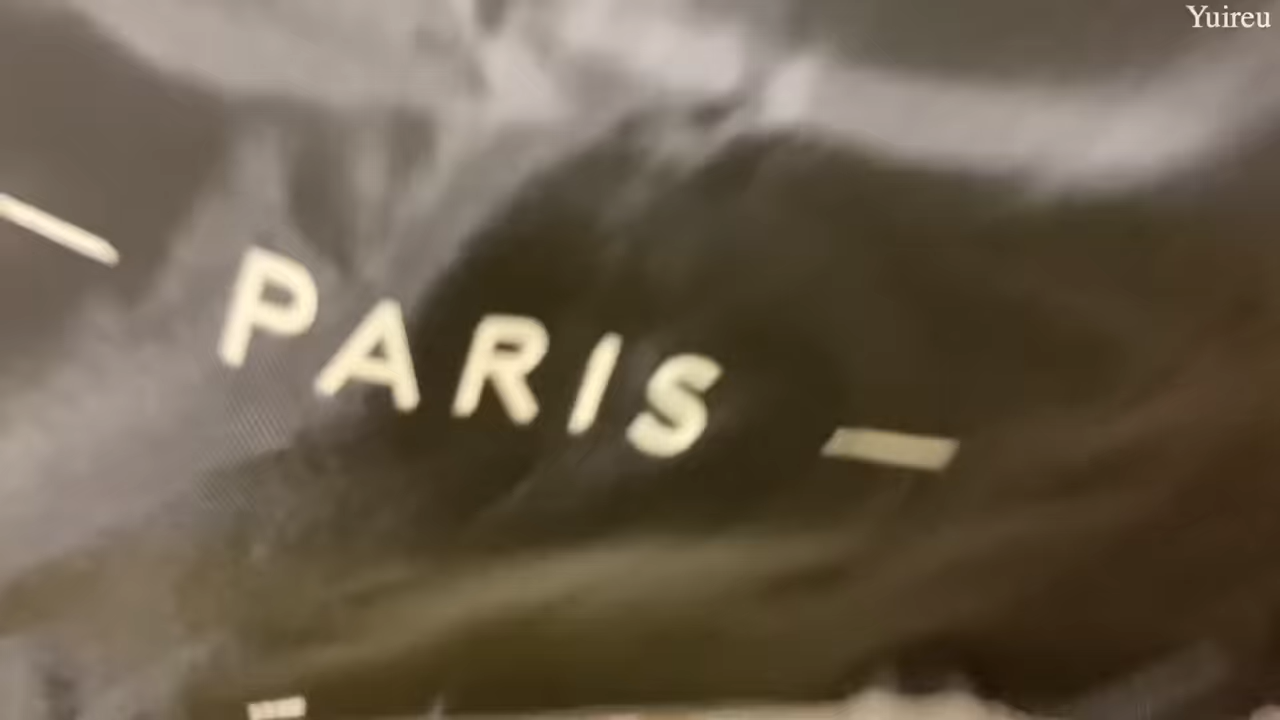 Yuireu
— PARIS —